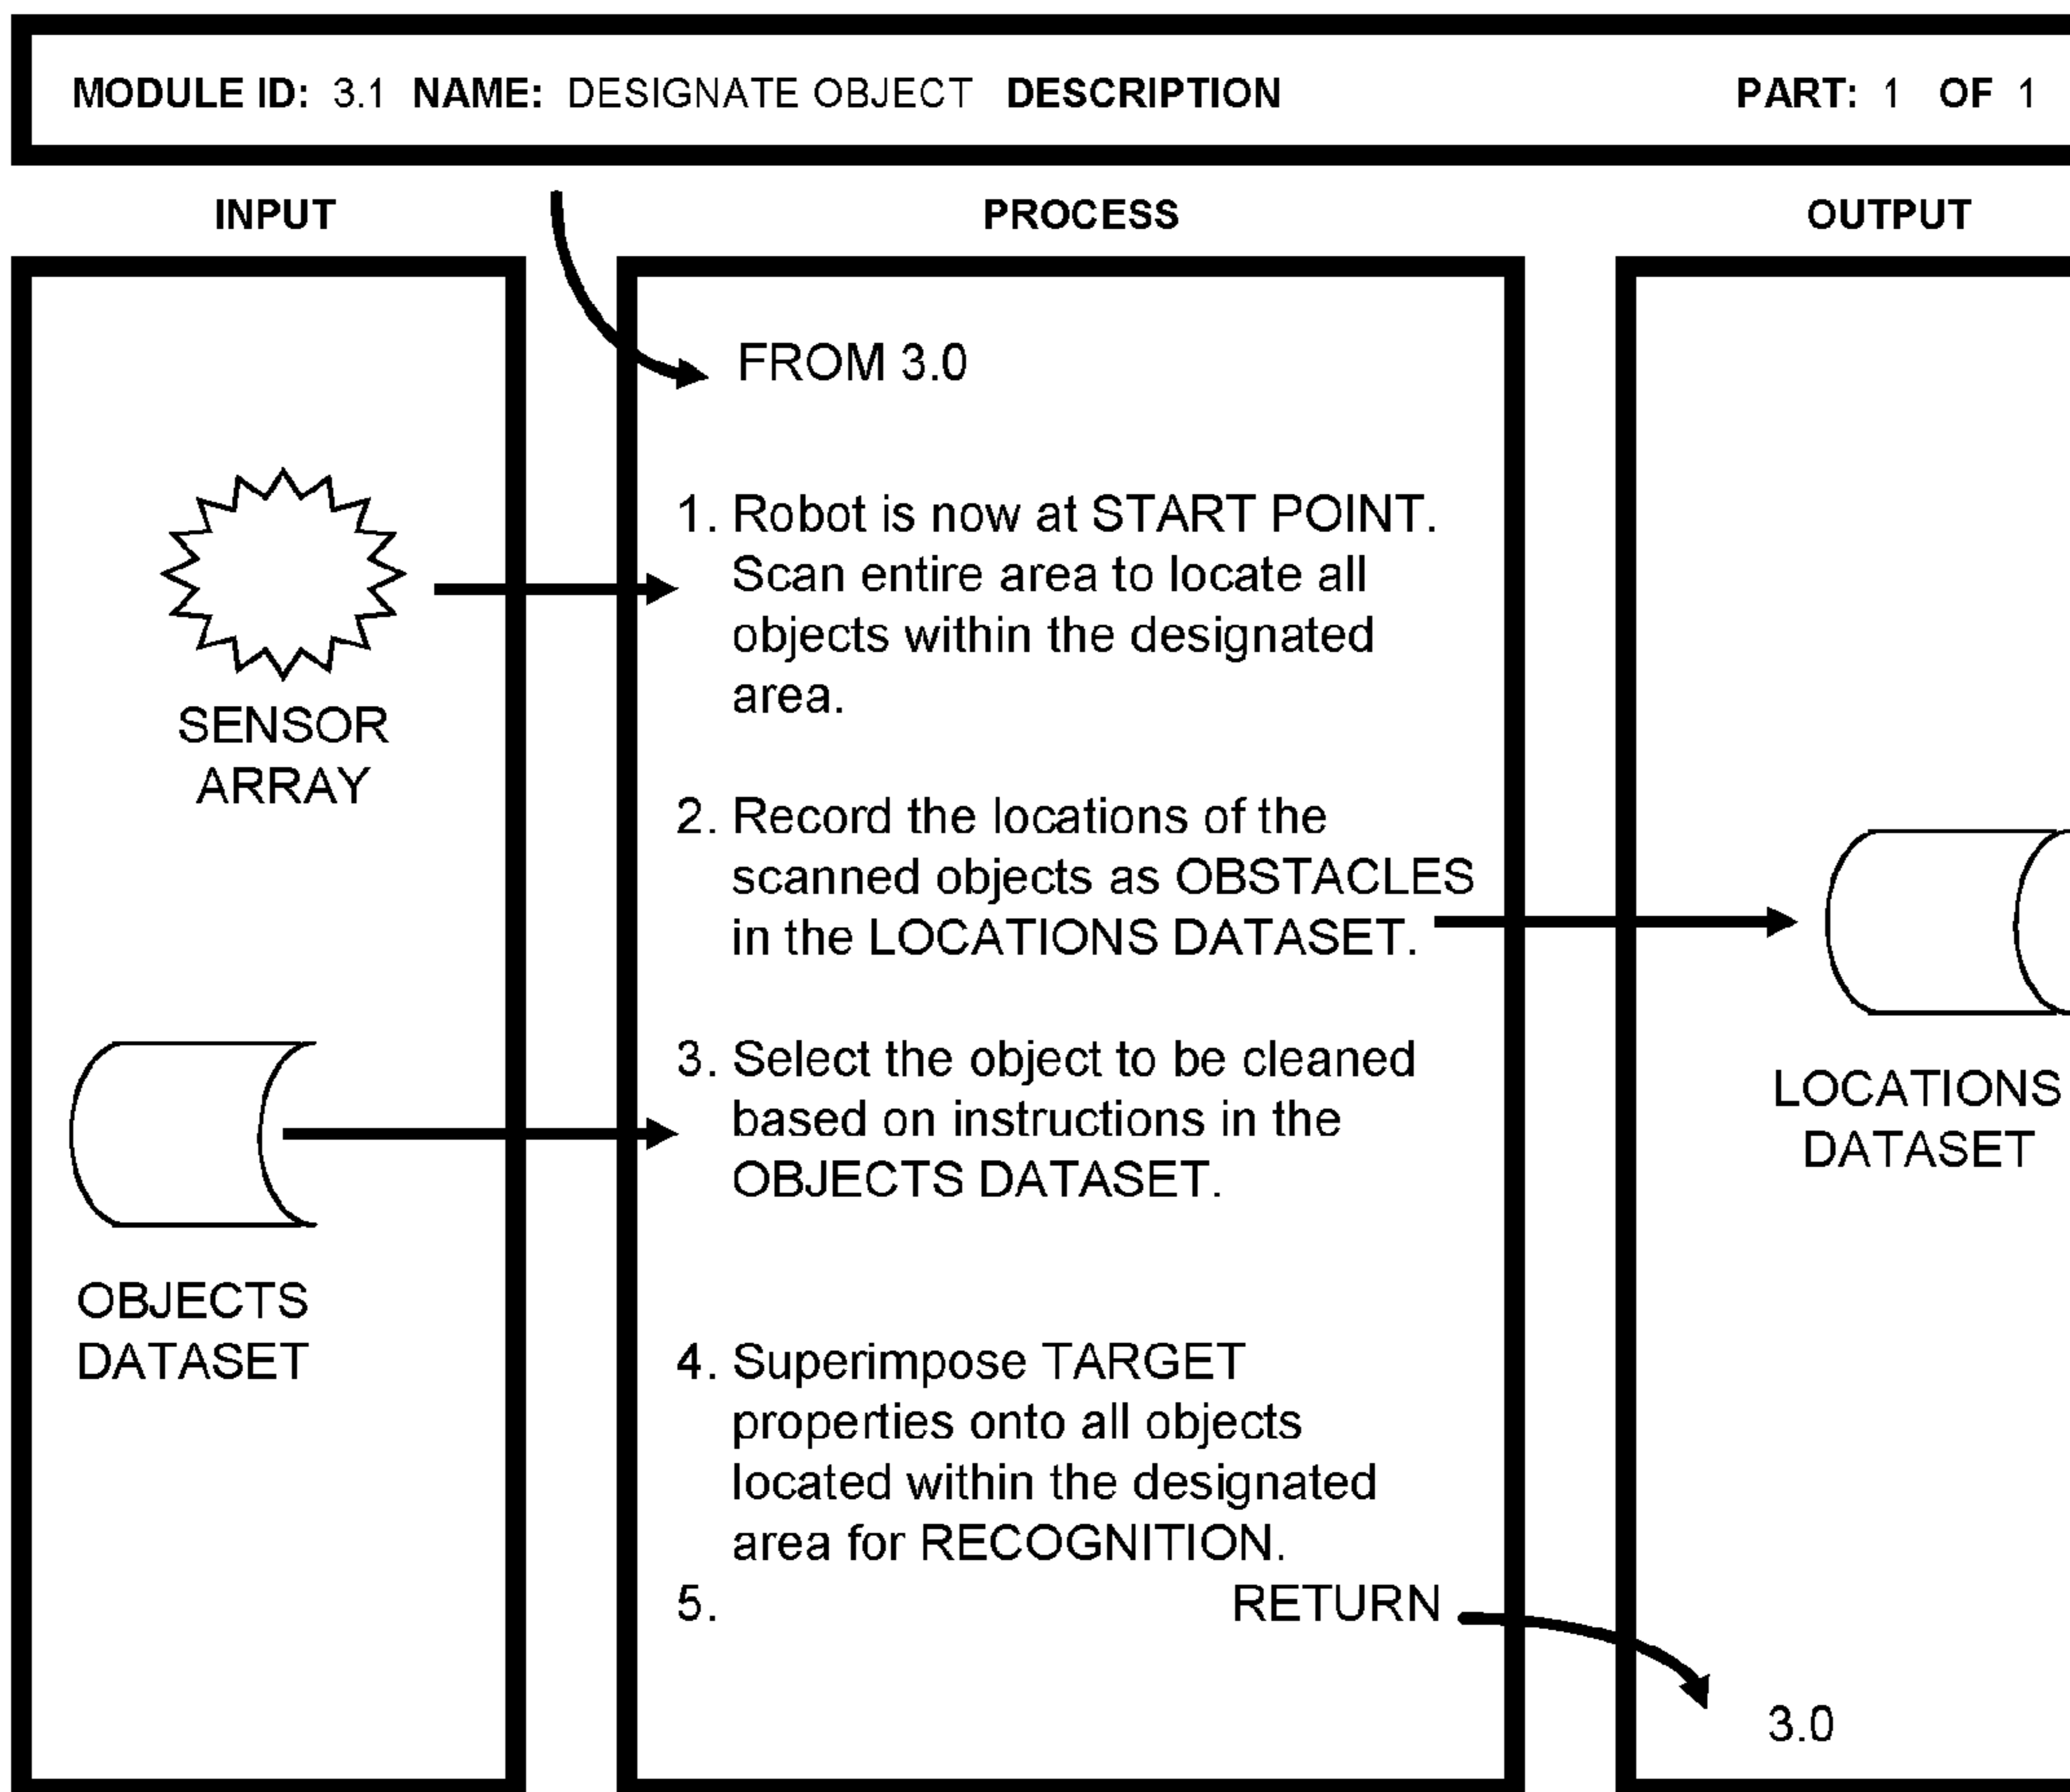 MODULE ID: 3.1 NAME: DESIGNATE OBJECT DESCRIPTION PART: 1 OF 1
INPUT PROCESS OUTPUT
FROM 3.0
SENSOR
ARRAY
OBJECTS
DATASET
1. Robot is now at START POINT.
Scan entire area to locate all
objects within the designated
area.
2. Record the locations of the
scanned objects as OBSTACLES
in the LOCATIONS DATASET.
3. Select the object to be cleaned
based on instructions in the
OBJECTS DATASET.
4. Superimpose TARGET
properties onto all objects
located within the designated
area for RECOGNITION.
5. RETURN
LOCATIONS
DATASET
3.0